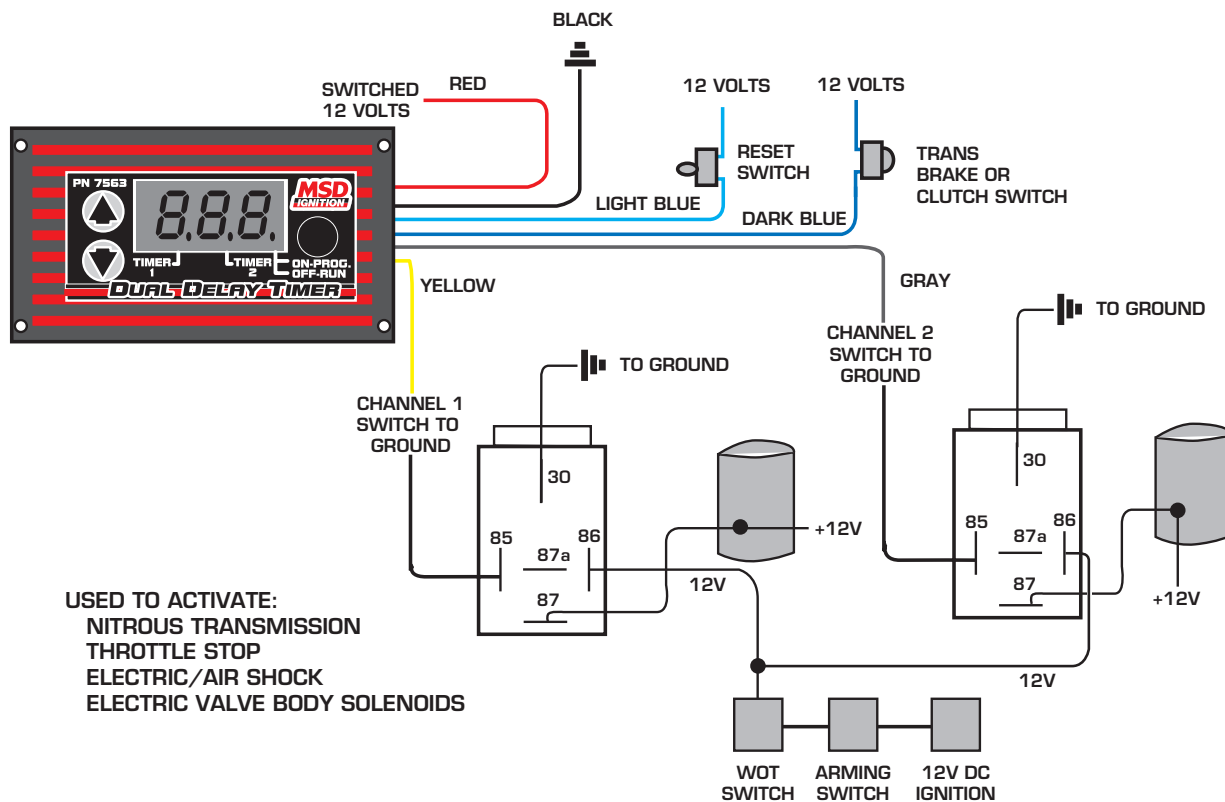 BLACK
SWITCHED
12 VOLTS
RED
12 VOLTS
12 VOLTS
RESET
SWITCH
TRANS
BRAKE OR
CLUTCH SWITCH
LIGHT BLUE
DARK BLUE
PN 7563
8.8.8.
MSD
IGNITION
TIMER
1
TIMER
2
ON-PROG.
OFF-RUN
DUAL DELAY TIMER
YELLOW
GRAY
CHANNEL 1
SWITCH TO
GROUND
TO GROUND
CHANNEL 2
SWITCH TO
GROUND
TO GROUND
30
85
86
87a
87
+12V
12V
30
85
86
87a
87
+12V
12V
USED TO ACTIVATE:
NITROUS TRANSMISSION
THROTTLE STOP
ELECTRIC/AIR SHOCK
ELECTRIC VALVE BODY SOLENOIDS
WOT
SWITCH
ARMING
SWITCH
12V DC
IGNITION